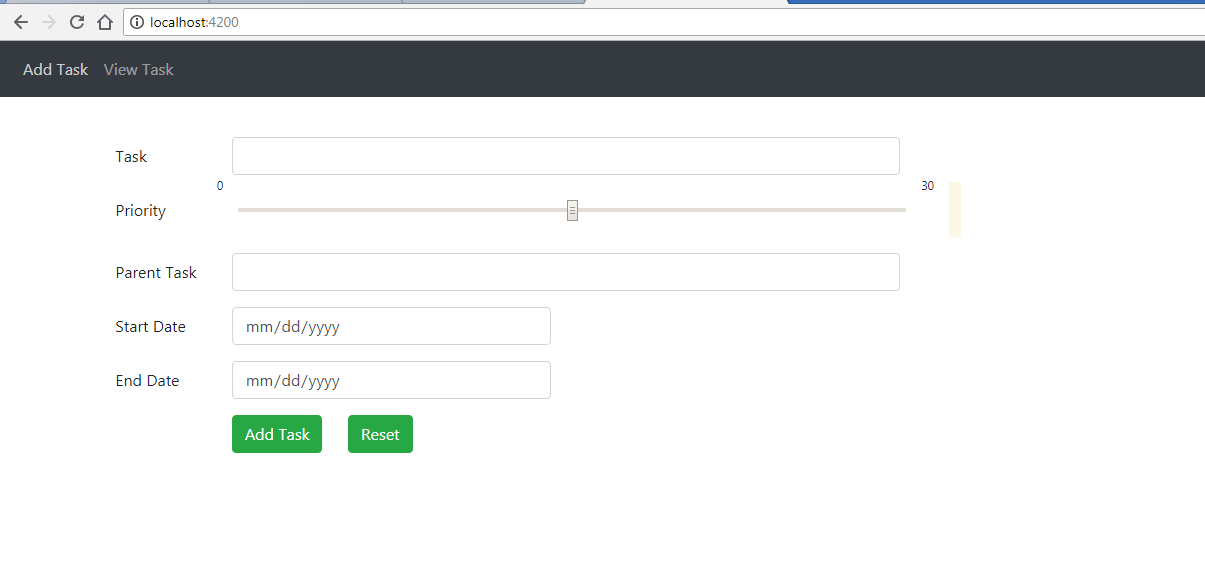 localhost:4200
Add Task View Task
Task
0 30
Priority
Parent Task
Start Date mm/dd/yyyy
End Date mm/dd/yyyy
Add Task Reset